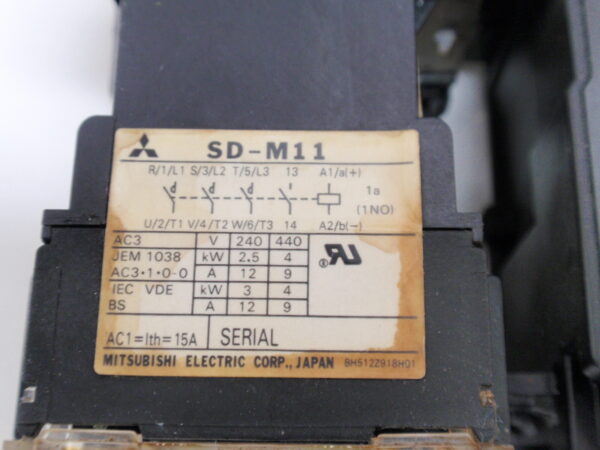 SD-M11
R/1/L1 S/3/L2 T/5/L3 13 A1/a(+)
1a
(1NO)
U/2/T1 V/4/T2 W/6/T3 14 A2/b(-)
AC3 V 240 440
JEM 1038 kW 2.5 4
AC3·1·0-0 A 12 9
IEC VDE kW 3 4
BS A 12 9
RU ®
AC1=Ith=15A SERIAL
MITSUBISHI ELECTRIC CORP., JAPAN BH512Z918H01